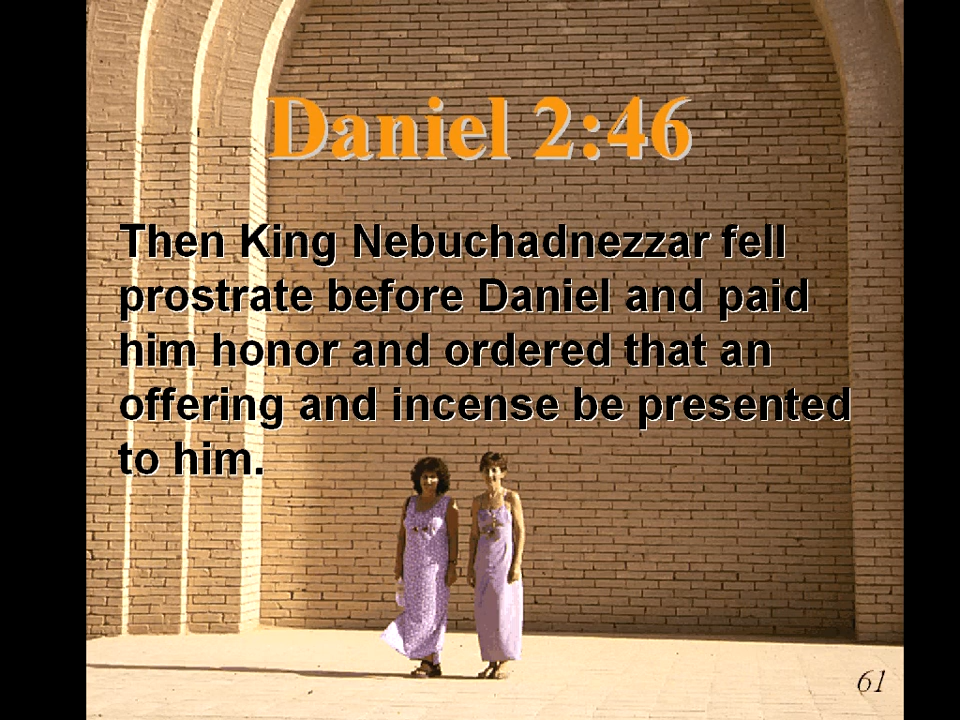 Daniel 2:46
Then King Nebuchadnezzar fell
prostrate before Daniel and paid
him honor and ordered that an
offering and incense be presented
to him.
61